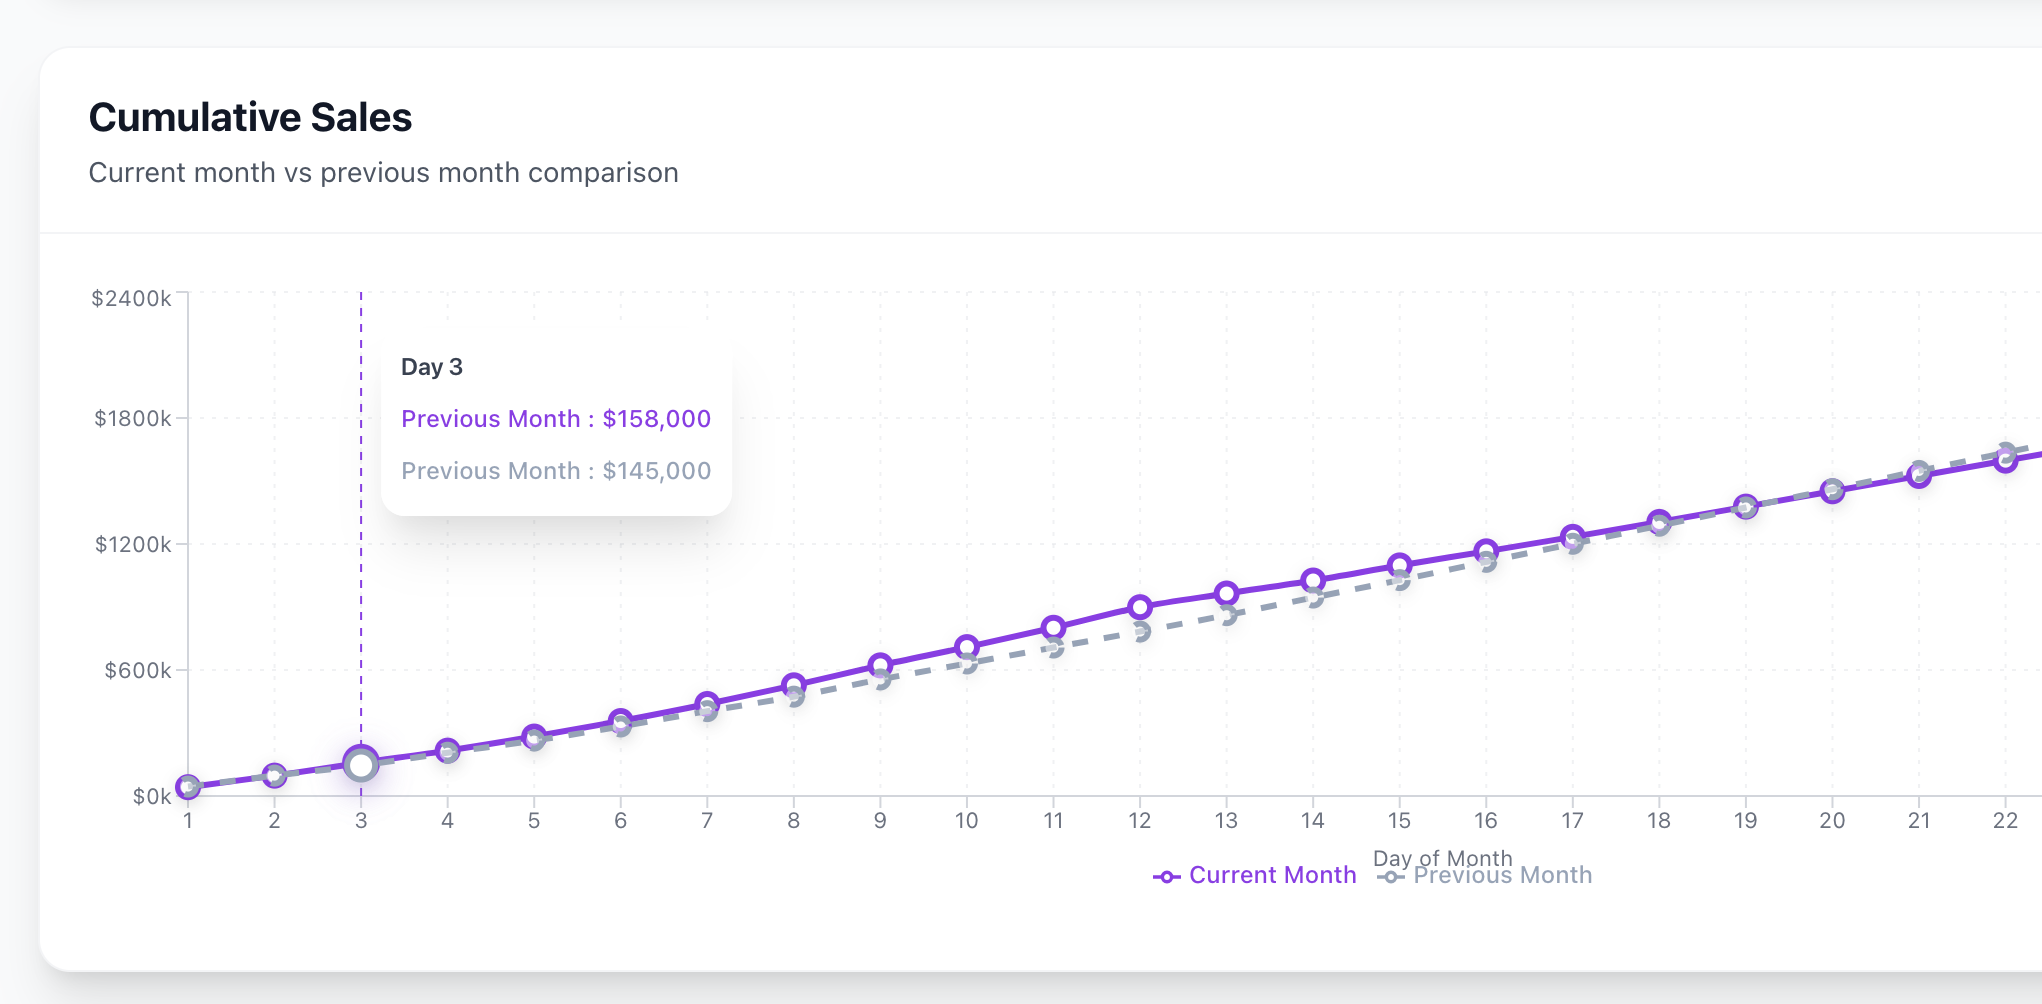 Cumulative Sales
Current month vs previous month comparison
$2400k
$1800k
$1200k
$600k
$0k
Day 3
Previous Month : $158,000
Previous Month : $145,000
1 2 3 4 5 6 7 8 9 10 11 12 13 14 15 16 17 18 19 20 21 22
Day of Month
Current Month Previous Month